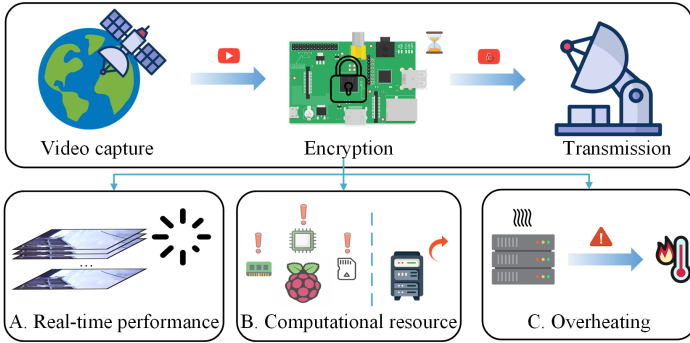 Video capture
Encryption
Transmission
...
A. Real-time performance
B. Computational resource
C. Overheating